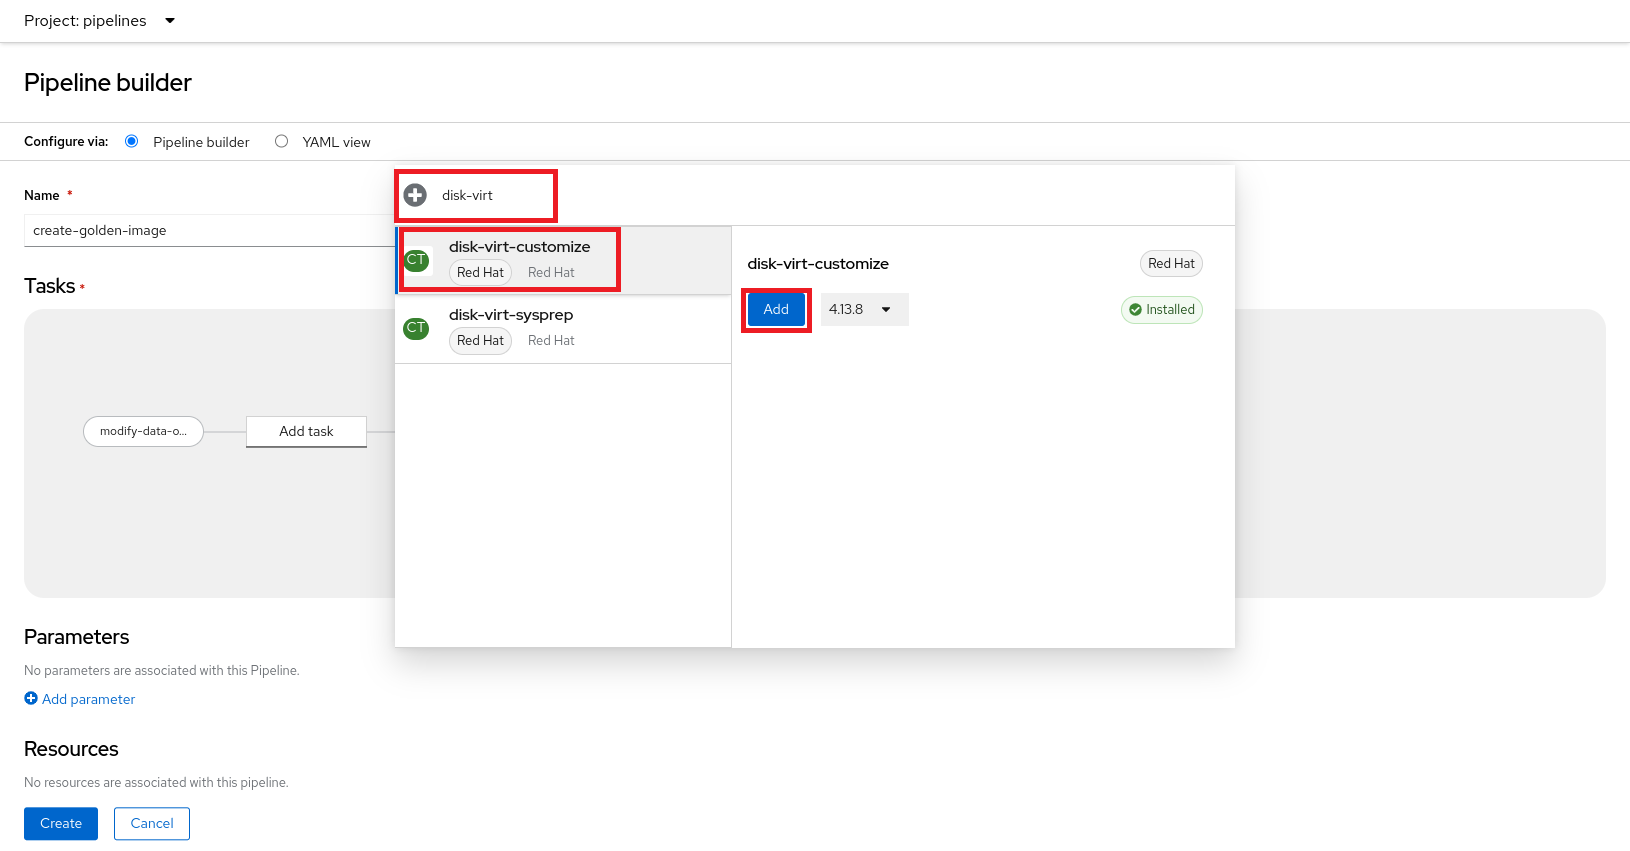 Project: pipelines
Pipeline builder
Configure via: Pipeline builder YAML view
Name *
create-golden-image
Tasks *
modify-data-o...
Add task
disk-virt
CT disk-virt-customize
Red Hat Red Hat
CT disk-virt-sysprep
Red Hat Red Hat
disk-virt-customize Red Hat
Add 4.13.8 Installed
Parameters
No parameters are associated with this Pipeline.
Add parameter
Resources
No resources are associated with this pipeline.
Create Cancel